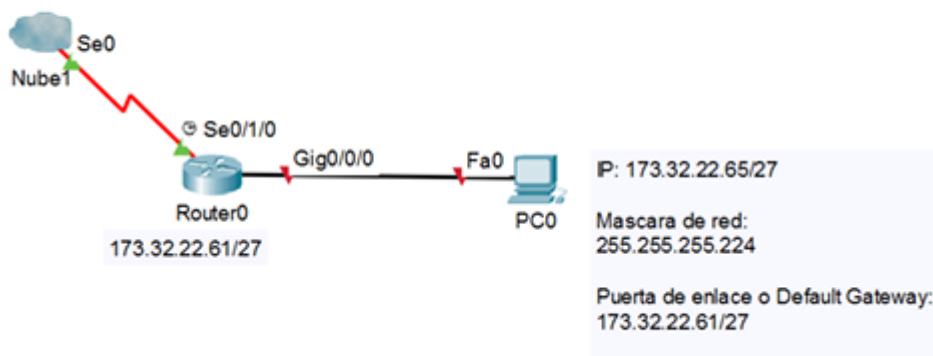 Se0
Nube1
Se0/1/0
Gig0/0/0
Fa0
Router0
PC0
173.32.22.61/27
IP: 173.32.22.65/27
Mascara de red:
255.255.255.224
Puerta de enlace o Default Gateway:
173.32.22.61/27